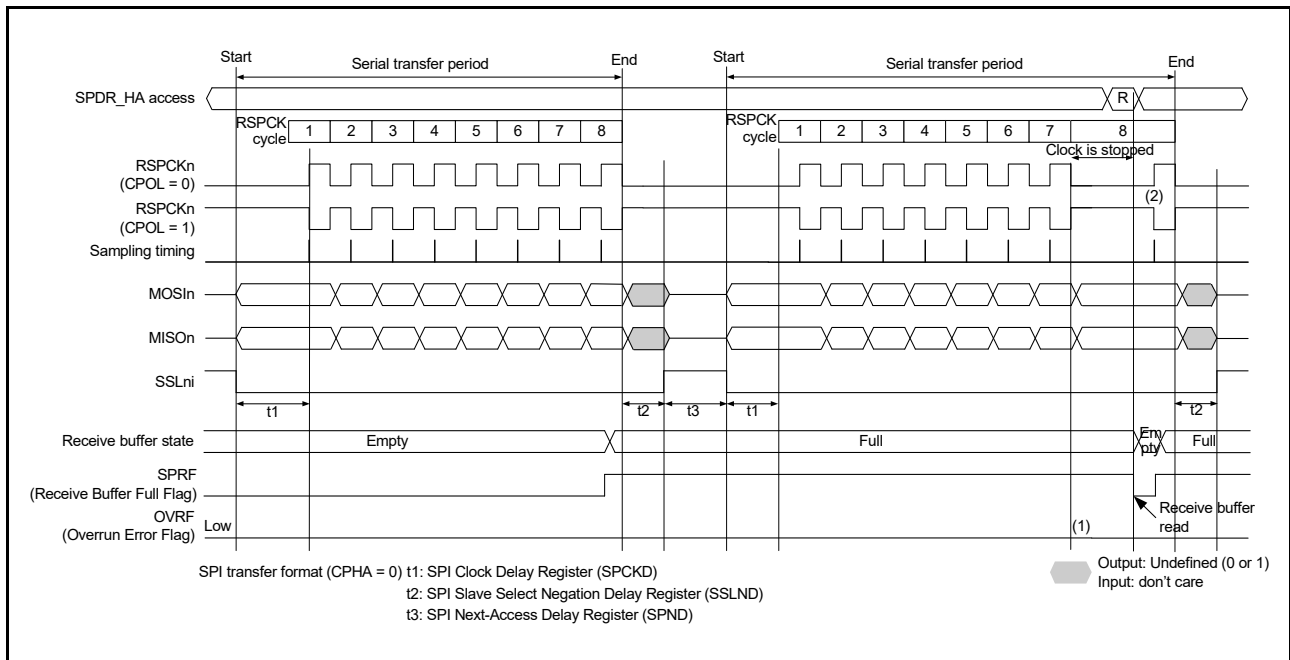 Start
Serial transfer period
End
Start
Serial transfer period
End
SPDR_HA access
R
RSPCK
cycle
1 2 3 4 5 6 7 8
RSPCK
cycle
1 2 3 4 5 6 7 8
Clock is stopped
RSPCKn
(CPOL = 0)
(2)
RSPCKn
(CPOL = 1)
Sampling timing
MOSIn
MISOn
SSLni
t1
t2
t3
t1
t2
Receive buffer state
Empty
Full
Em
pty
Full
SPRF
(Receive Buffer Full Flag)
Receive buffer
read
OVRF
(Overrun Error Flag)
Low
(1)
SPI transfer format (CPHA = 0) t1: SPI Clock Delay Register (SPCKD)
t2: SPI Slave Select Negation Delay Register (SSLND)
t3: SPI Next-Access Delay Register (SPND)
Output: Undefined (0 or 1)
Input: don't care